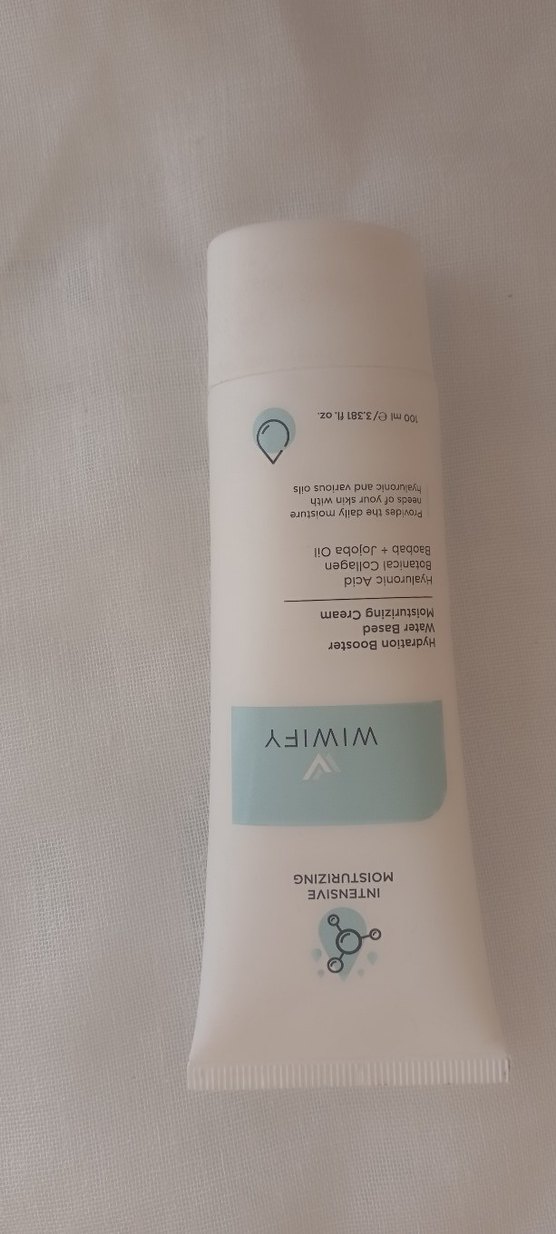 INTENSIVE
MOISTURIZING
WIWIFY
Hydration Booster
Water Based
Moisturizing Cream
Hyaluronic Acid
Botanical Collagen
Baobab + Jojoba Oil
Provides the daily moisture
needs of your skin with
hyaluronic and various oils
100 ml ℮/3.381 fl. oz.